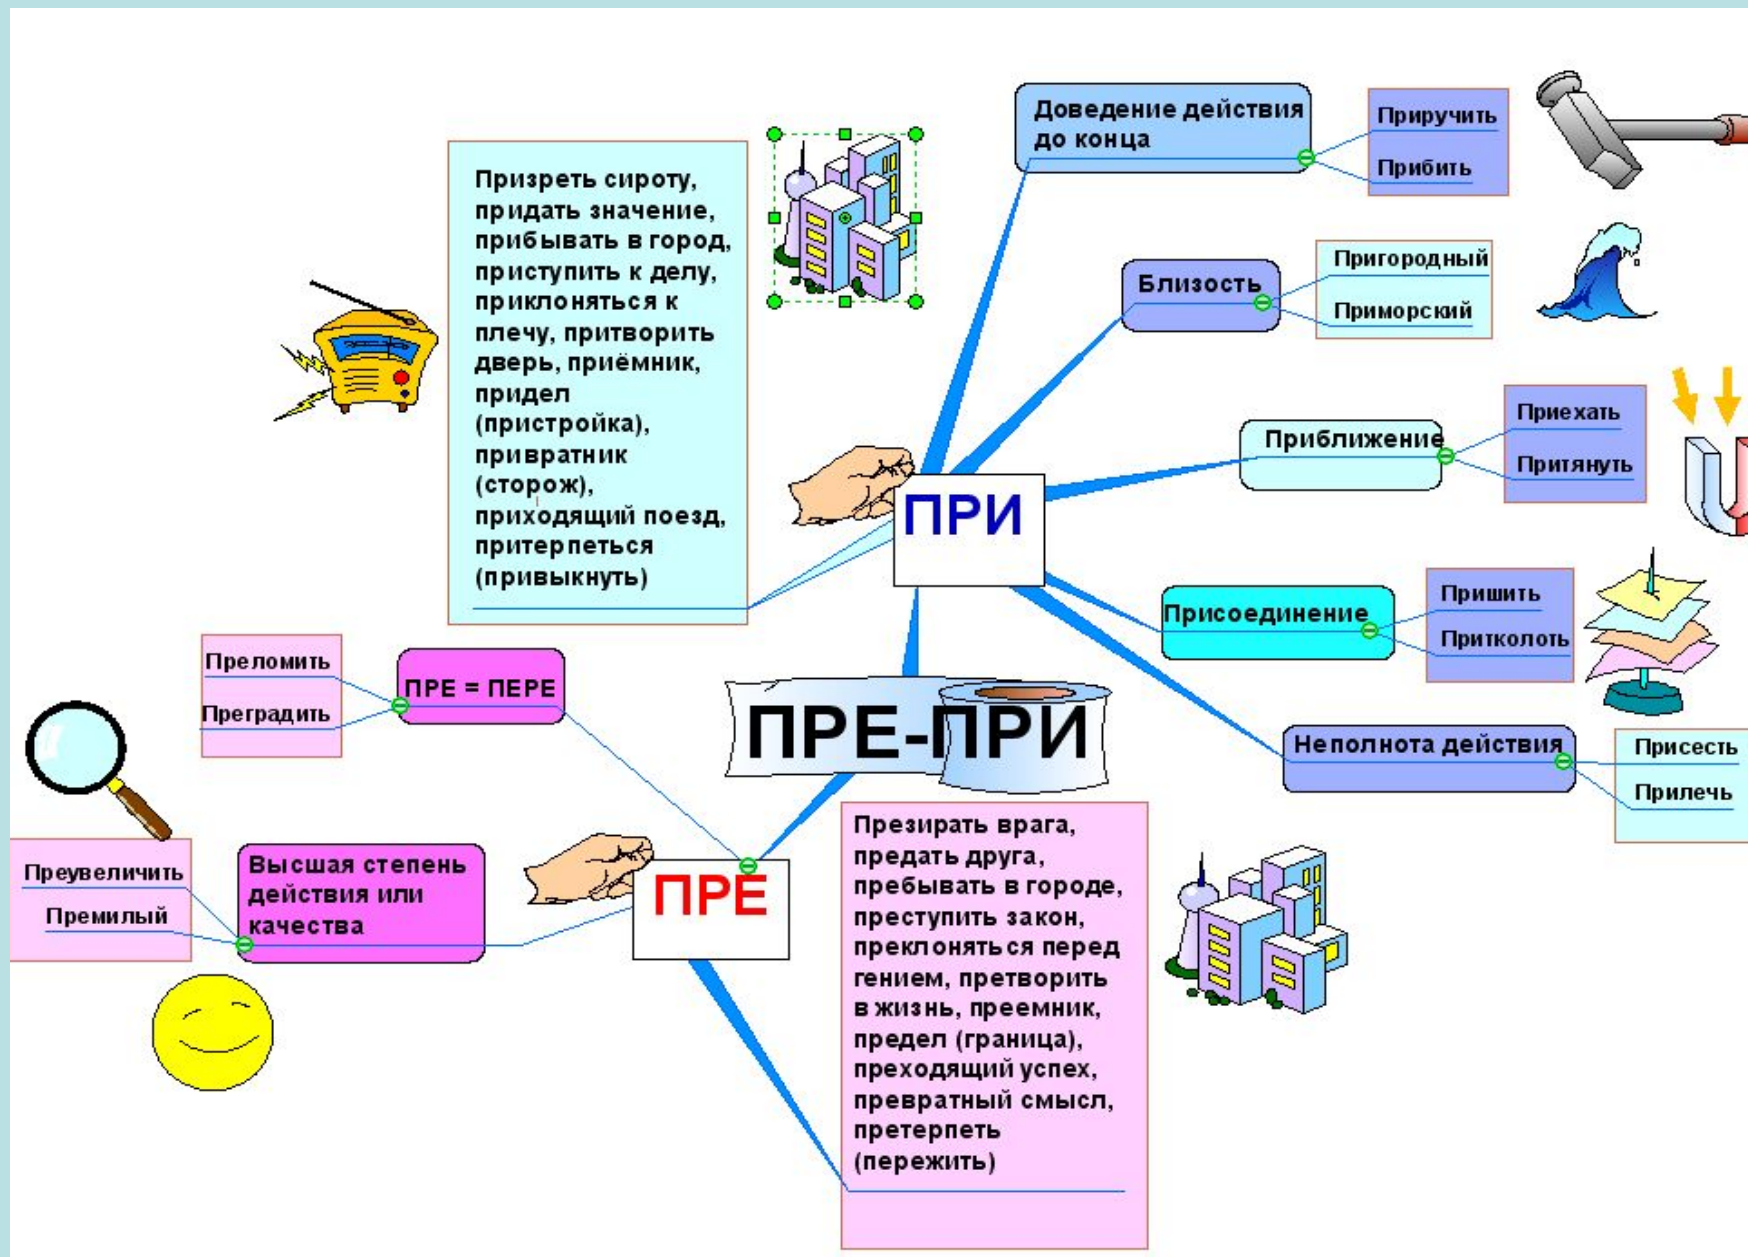 Доведение действия
до конца
Приручить
Прибить
Призреть сироту,
придать значение,
прибывать в город,
приступить к делу,
приклоняться к
плечу, притворить
дверь, приёмник,
придел
(пристройка),
привратник
(сторож),
приходящий поезд,
притерпеться
(привыкнуть)
Близость
Пригородный
Приморский
Приближение
Приехать
Притянуть
ПРИ
Присоединение
Пришить
Притколоть
Неполнота действия
Присесть
Прилечь
ПРЕ-ПРИ
ПРЕ = ПЕРЕ
Преломить
Преградить
Высшая степень
действия или
качества
Преувеличить
Премилый
ПРЕ
Презирать врага,
предать друга,
пребывать в городе,
преступить закон,
преклоняться перед
гением, претворить
в жизнь, преемник,
предел (граница),
преходящий успех,
превратный смысл,
претерпеть
(пережить)